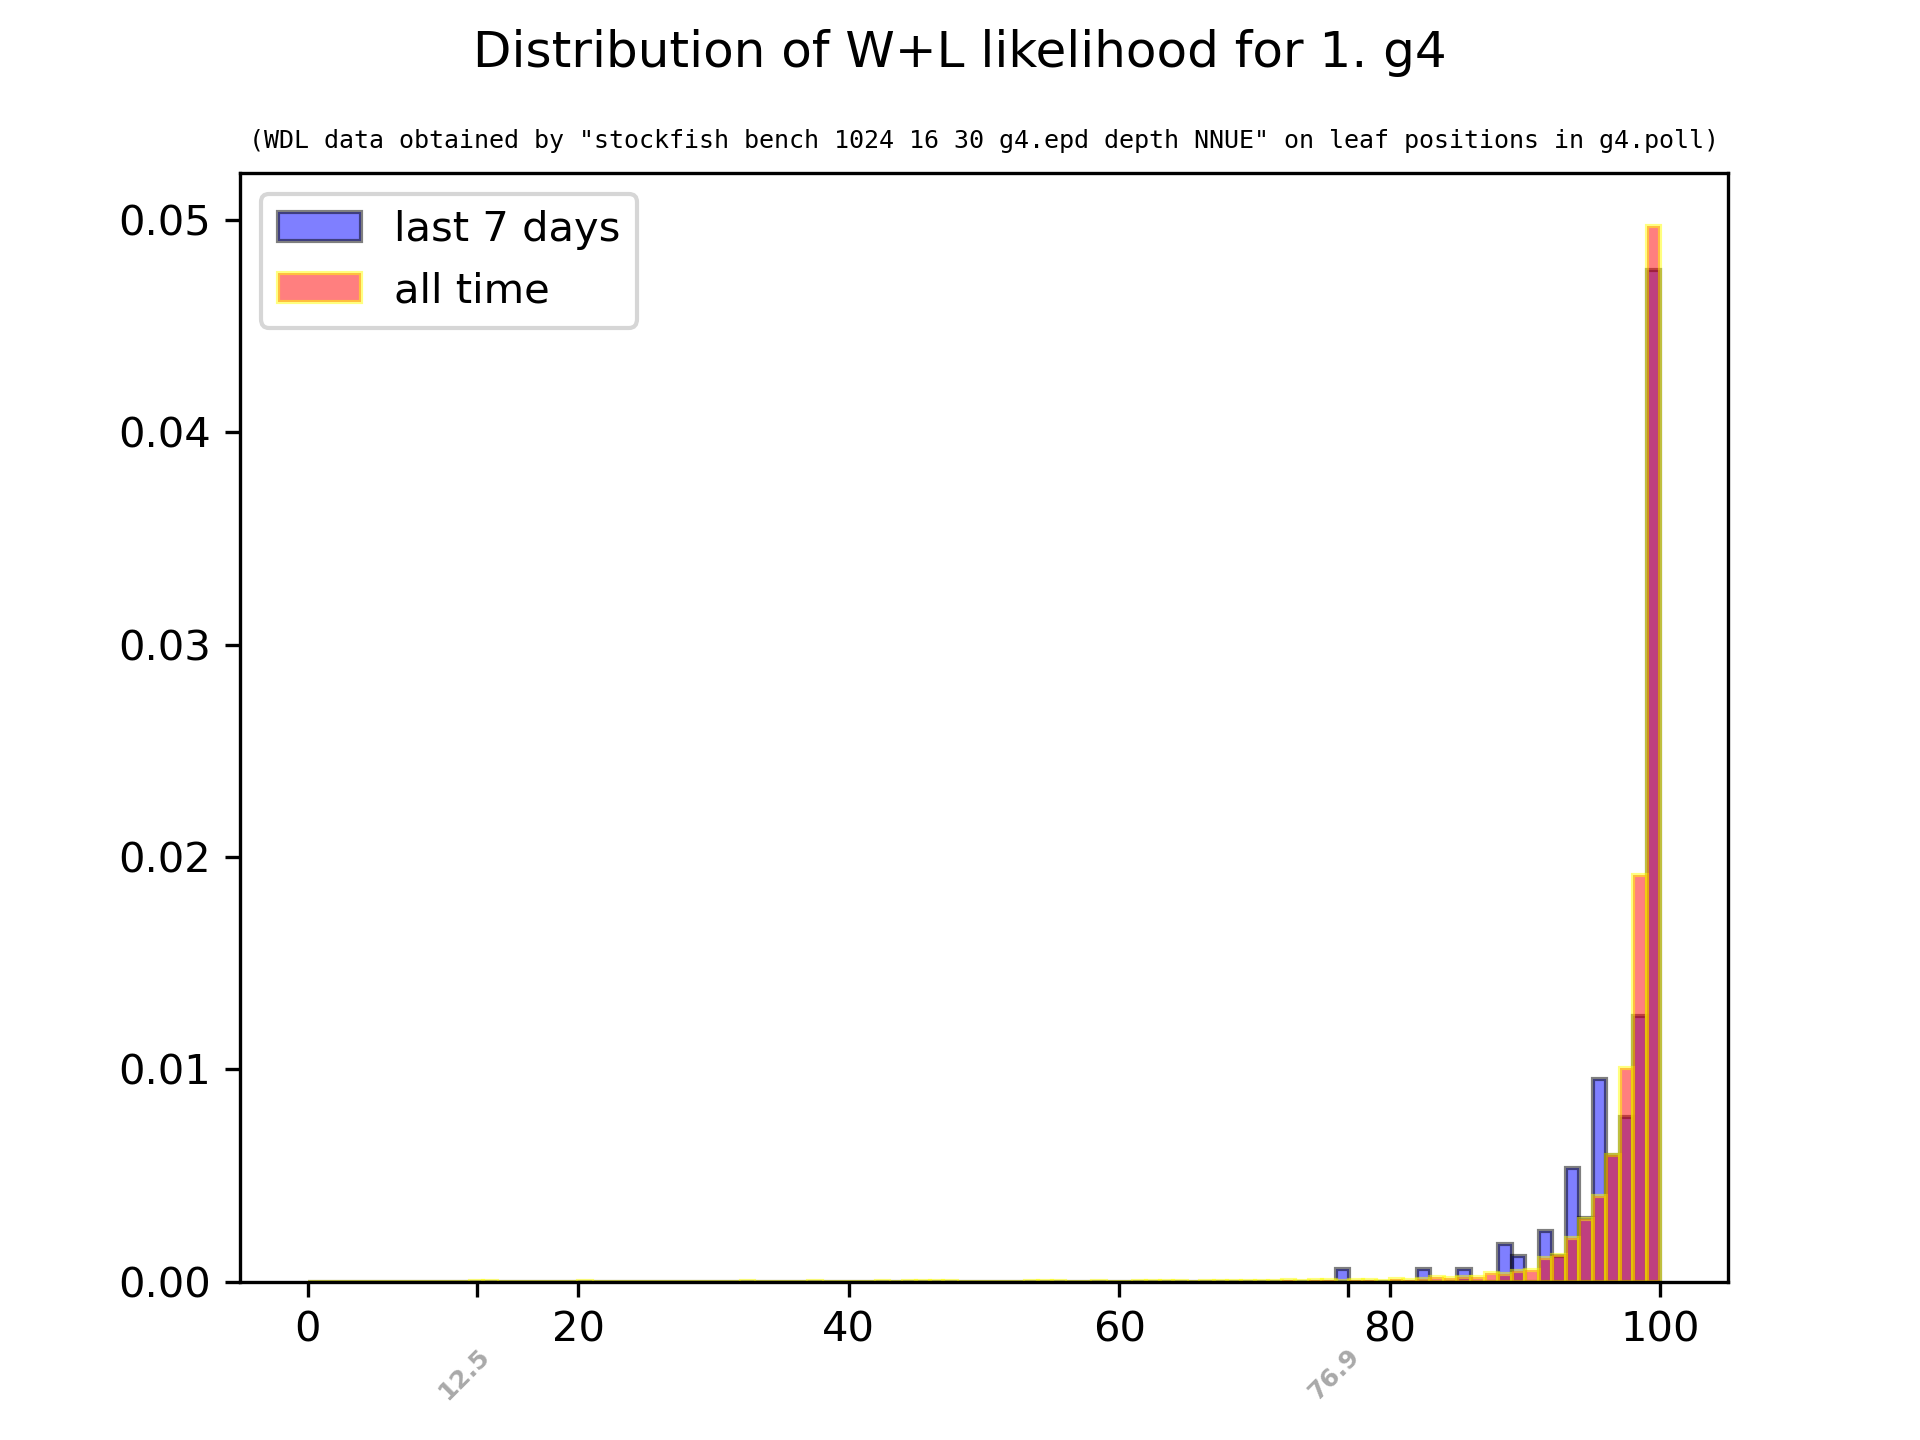 Distribution of W+L likelihood for 1. g4
(WDL data obtained by "stockfish bench 1024 16 30 g4.epd depth NNUE" on leaf positions in g4.poll)
last 7 days
all time
0.05
0.04
0.03
0.02
0.01
0.00
0 20 40 60 80 100
12.5 76.9